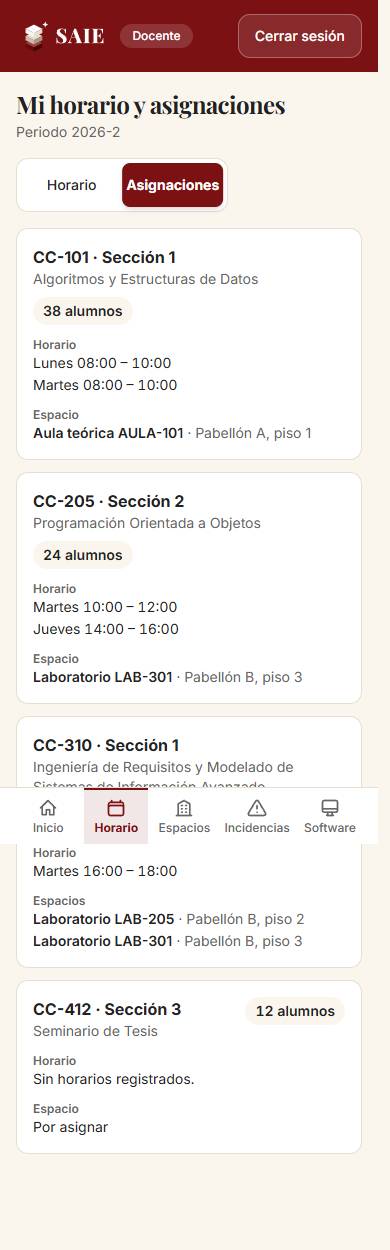 SAIE
Docente
Cerrar sesión
Mi horario y asignaciones
Periodo 2026-2
Horario
Asignaciones
CC-101 · Sección 1
Algoritmos y Estructuras de Datos
38 alumnos
Horario
Lunes 08:00 – 10:00
Martes 08:00 – 10:00
Espacio
Aula teórica AULA-101 · Pabellón A, piso 1
CC-205 · Sección 2
Programación Orientada a Objetos
24 alumnos
Horario
Martes 10:00 – 12:00
Jueves 14:00 – 16:00
Espacio
Laboratorio LAB-301 · Pabellón B, piso 3
CC-310 · Sección 1
Ingeniería de Requisitos y Modelado de
Sistemas de Información Avanzado
Inicio
Horario
Espacios
Incidencias
Software
Horario
Martes 16:00 – 18:00
Espacios
Laboratorio LAB-205 · Pabellón B, piso 2
Laboratorio LAB-301 · Pabellón B, piso 3
CC-412 · Sección 3
12 alumnos
Seminario de Tesis
Horario
Sin horarios registrados.
Espacio
Por asignar